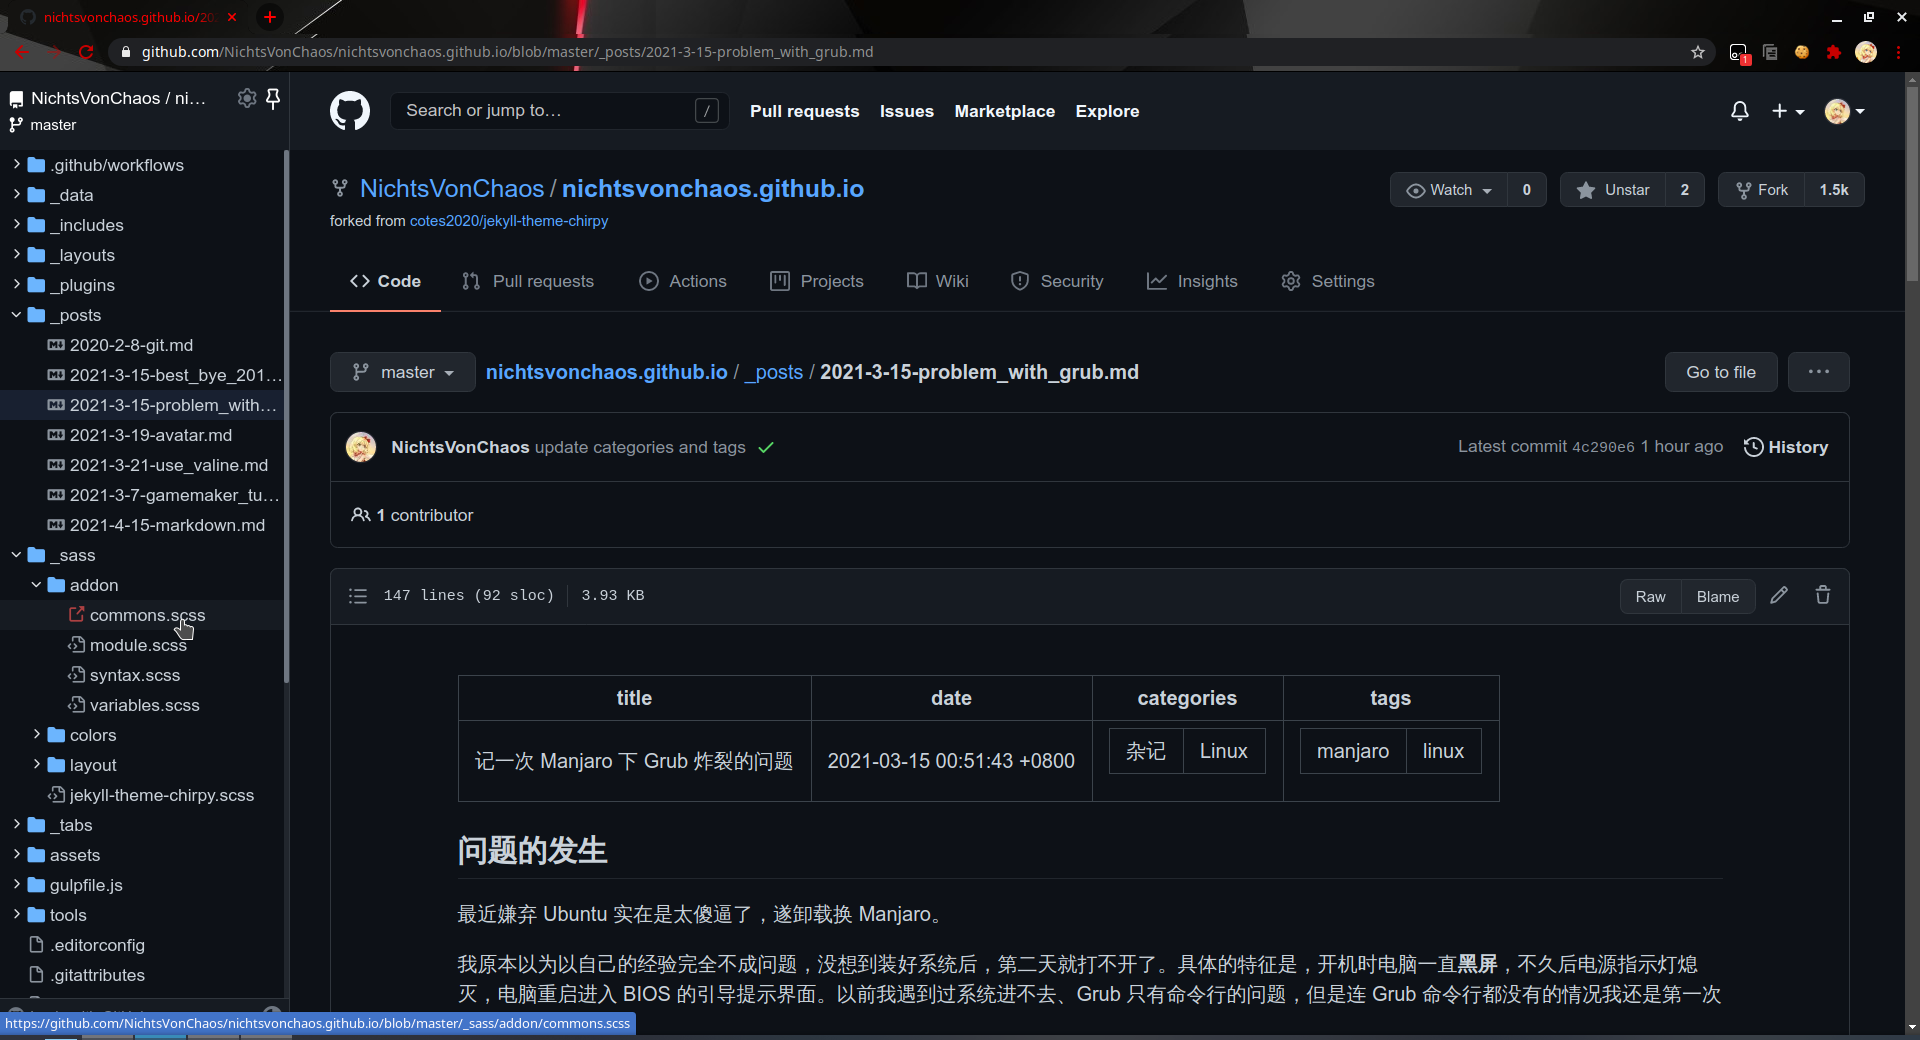 nichtsvonchaos.github.io/20
github.com/NichtsVonChaos/nichtsvonchaos.github.io/blob/master/_posts/2021-3-15-problem_with_grub.md
1
NichtsVonChaos / ni...
master
.github/workflows
_data
_includes
_layouts
_plugins
_posts
2020-2-8-git.md
2021-3-15-best_bye_201...
2021-3-15-problem_with...
2021-3-19-avatar.md
2021-3-21-use_valine.md
2021-3-7-gamemaker_tu...
2021-4-15-markdown.md
_sass
addon
commons.scss
module.scss
syntax.scss
variables.scss
colors
layout
jekyll-theme-chirpy.scss
_tabs
assets
gulpfile.js
tools
.editorconfig
.gitattributes
https://github.com/NichtsVonChaos/nichtsvonchaos.github.io/blob/master/_sass/addon/commons.scss
Search or jump to... / Pull requests Issues Marketplace Explore
NichtsVonChaos / nichtsvonchaos.github.io
Watch 0 Unstar 2 Fork 1.5k
forked from cotes2020/jekyll-theme-chirpy
Code Pull requests Actions Projects Wiki Security Insights Settings
master nichtsvonchaos.github.io / _posts / 2021-3-15-problem_with_grub.md Go to file ...
NichtsVonChaos update categories and tags Latest commit 4c290e6 1 hour ago History
1 contributor
147 lines (92 sloc) 3.93 KB Raw Blame
title date categories tags
记一次 Manjaro 下 Grub 炸裂的问题 2021-03-15 00:51:43 +0800 杂记 Linux manjaro linux
问题的发生
最近嫌弃 Ubuntu 实在是太傻逼了，遂卸载换 Manjaro。
我原本以为以自己的经验完全不成问题，没想到装好系统后，第二天就打不开了。具体的特征是，开机时电脑一直黑屏，不久后电源指示灯熄
灭，电脑重启进入 BIOS 的引导提示界面。以前我遇到过系统进不去、Grub 只有命令行的问题，但是连 Grub 命令行都没有的情况我还是第一次